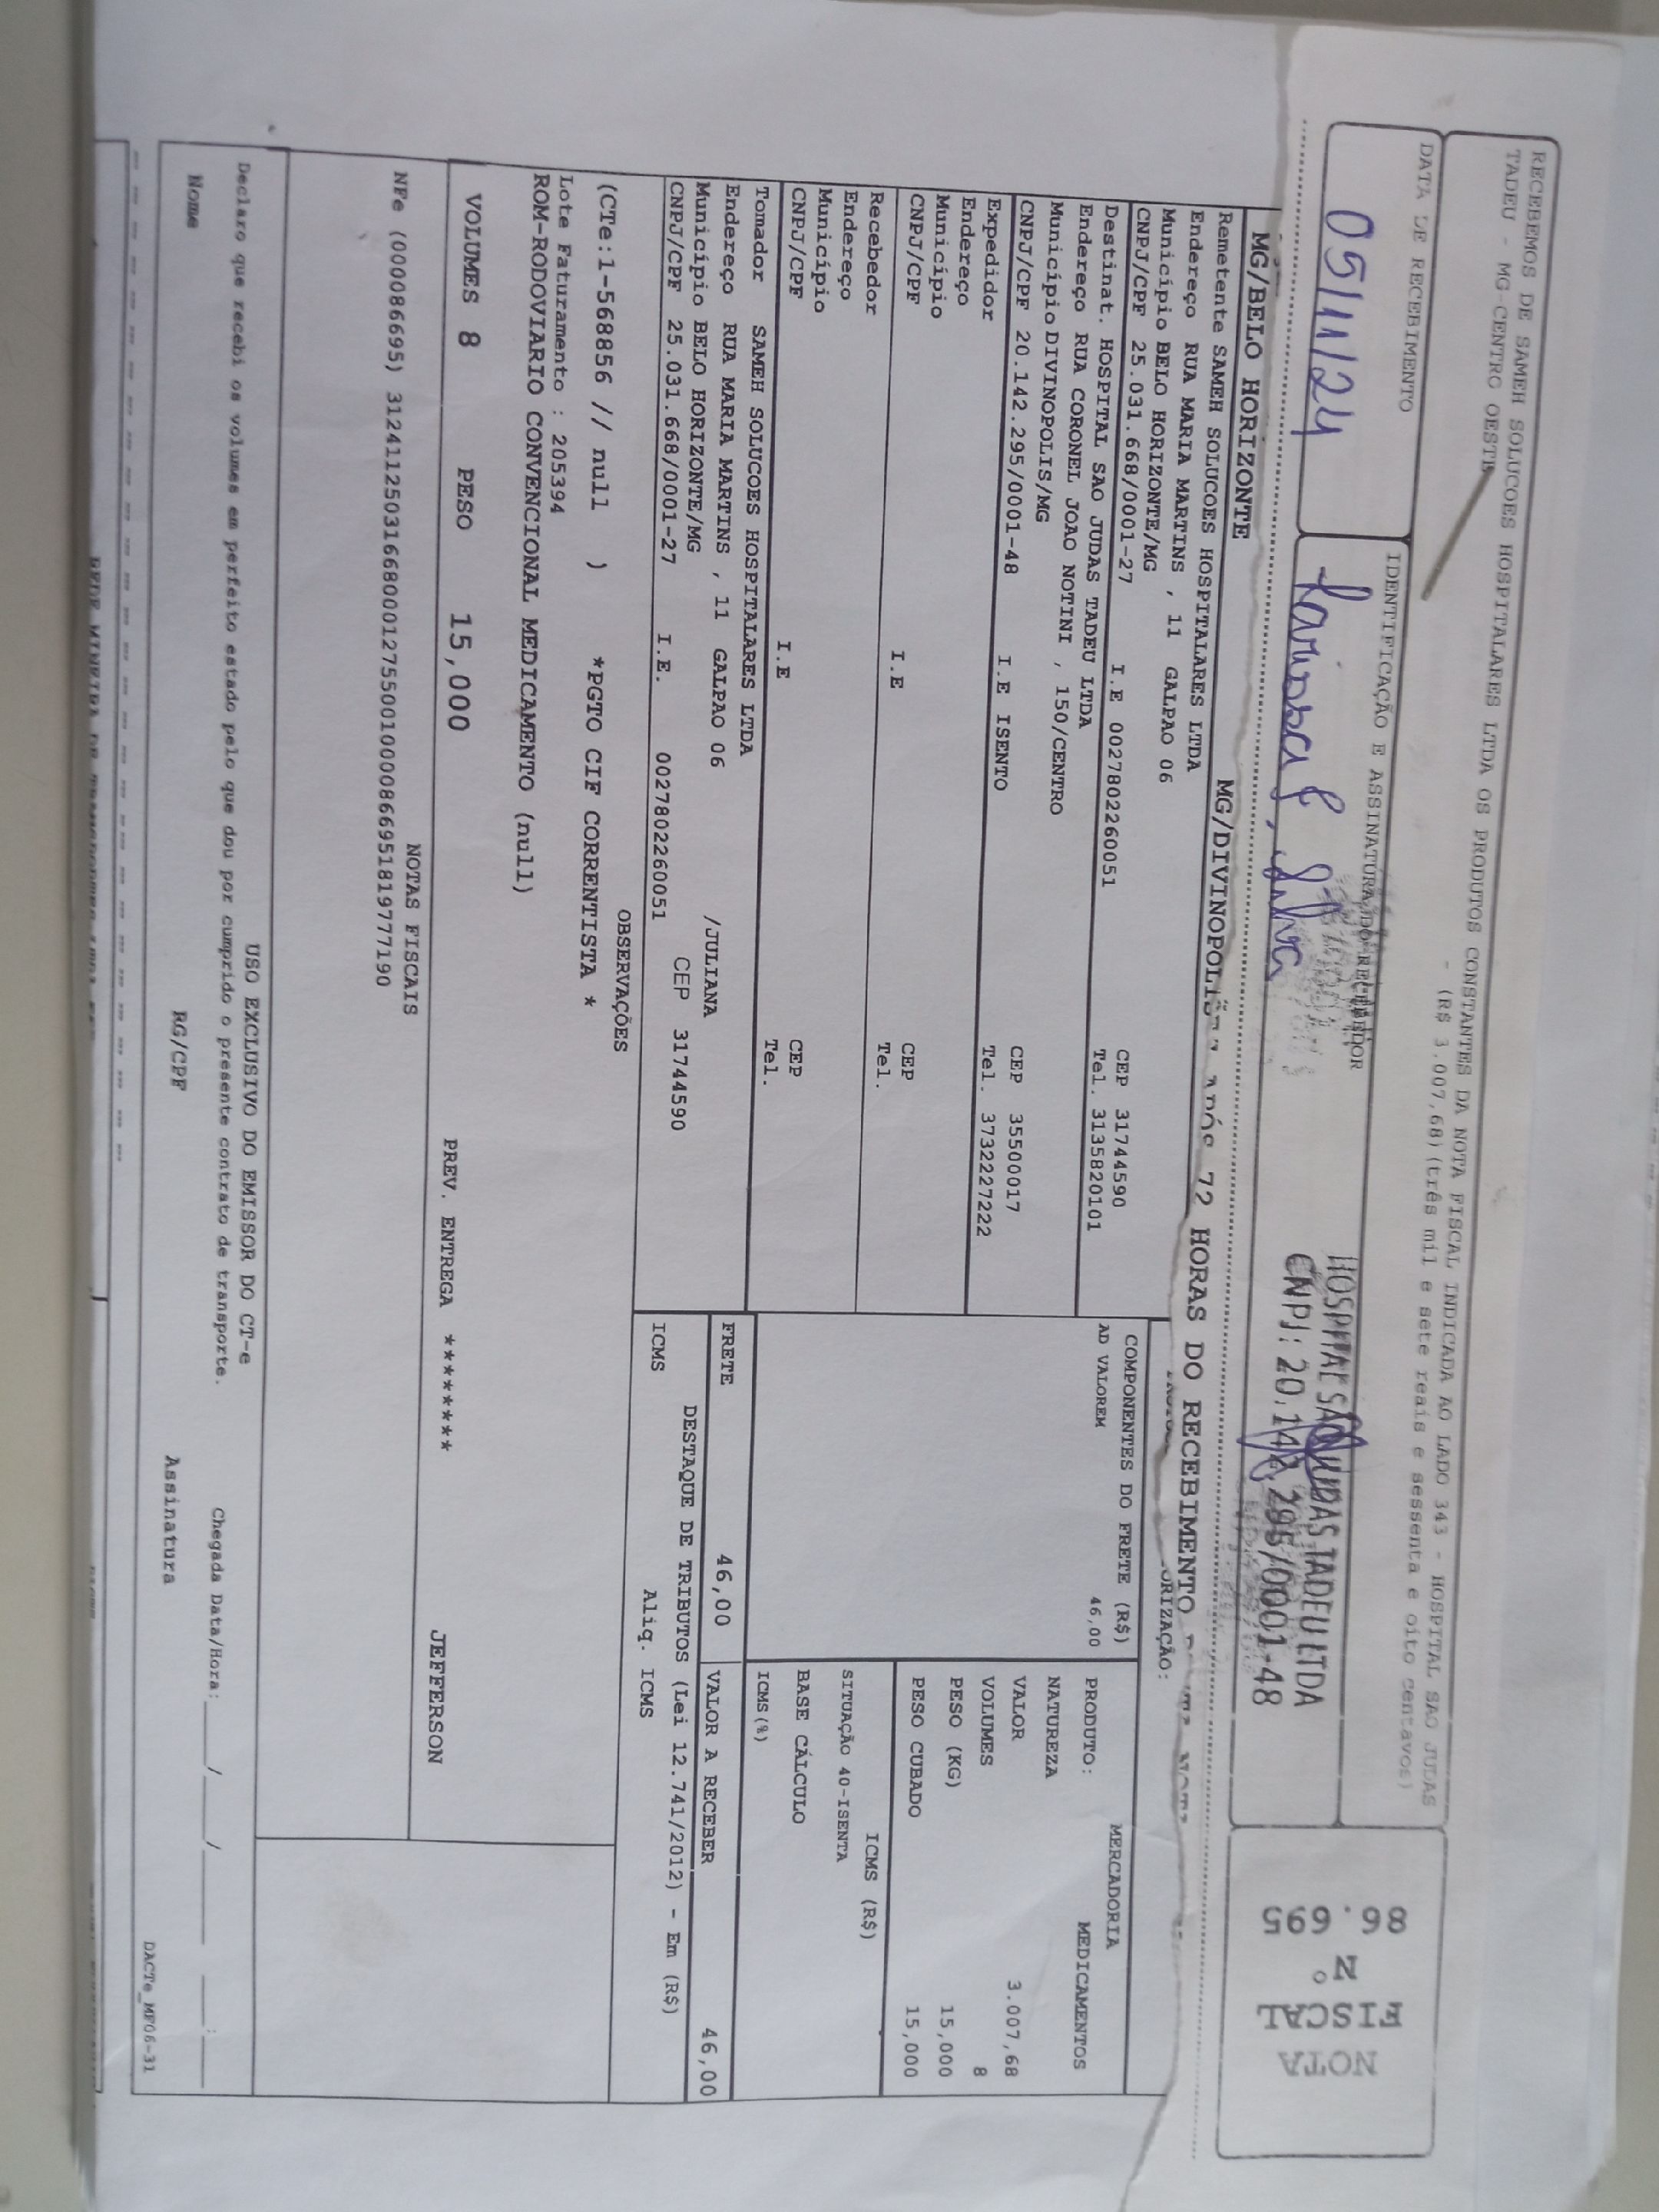 RECEBEMOS DE SAMEH SOLUCOES HOSPITALARES LTDA OS PRODUTOS CONSTANTES DA NOTA FISCAL INDICADA AO LADO 343 - HOSPITAL SAO JUDAS
TADEU - MG-CENTRO OESTE - (R$ 3.007,68)(três mil e sete reais e sessenta e oito centavos)
DATA DE RECEBIMENTO
IDENTIFICAÇÃO E ASSINATURA DO RECEBEDOR
05/11/24
HOSPITAL SÃO JUDAS TADEU LTDA
CNPJ: 20.142.295/0001-48
NOTA
FISCAL
N°
86.695
MG/BELO HORIZONTE
MG/DIVINOPOLIS
72 HORAS DO RECEBIMENTO
Remetente SAMEH SOLUCOES HOSPITALARES LTDA
Endereço RUA MARIA MARTINS , 11 GALPAO 06
Município BELO HORIZONTE/MG CEP 31744590
CNPJ/CPF 25.031.668/0001-27 I.E 0027802260051 Tel. 3135820101
Destinat. HOSPITAL SAO JUDAS TADEU LTDA
Endereço RUA CORONEL JOAO NOTINI , 150/CENTRO
Município DIVINOPOLIS/MG CEP 35500017
CNPJ/CPF 20.142.295/0001-48 I.E ISENTO Tel. 3732227222
Expedidor
Endereço
Município CEP
CNPJ/CPF I.E Tel.
Recebedor
Endereço
Município CEP
CNPJ/CPF I.E Tel.
Tomador SAMEH SOLUCOES HOSPITALARES LTDA
Endereço RUA MARIA MARTINS , 11 GALPAO 06 /JULIANA
Município BELO HORIZONTE/MG CEP 31744590
CNPJ/CPF 25.031.668/0001-27 I.E. 0027802260051
COMPONENTES DO FRETE (R$)
AD VALOREM 46,00
MERCADORIA
PRODUTO: MEDICAMENTOS
NATUREZA
VALOR 3.007,68
VOLUMES 8
PESO (KG) 15,000
PESO CUBADO 15,000
ICMS (R$)
SITUAÇÃO 40-ISENTA
BASE CÁLCULO
ICMS(%)
FRETE 46,00
VALOR A RECEBER 46,00
DESTAQUE DE TRIBUTOS (Lei 12.741/2012) - Em (R$)
ICMS Aliq. ICMS
OBSERVAÇÕES
(CTe:1-568856 // null ) *PGTO CIF CORRENTISTA *
Lote Faturamento : 205394
ROM-RODOVIARIO CONVENCIONAL MEDICAMENTO (null)
VOLUMES 8 PESO 15,000 PREV. ENTREGA ******** JEFFERSON
NOTAS FISCAIS
NFe (000086695) 31241125031668000127550010000866951819777190
USO EXCLUSIVO DO EMISSOR DO CT-e
Declaro que recebi os volumes em perfeito estado pelo que dou por cumprido o presente contrato de transporte. Chegada Data/Hora:____/____/______ ___:___
Nome RG/CPF Assinatura
DACTe_MF06-31